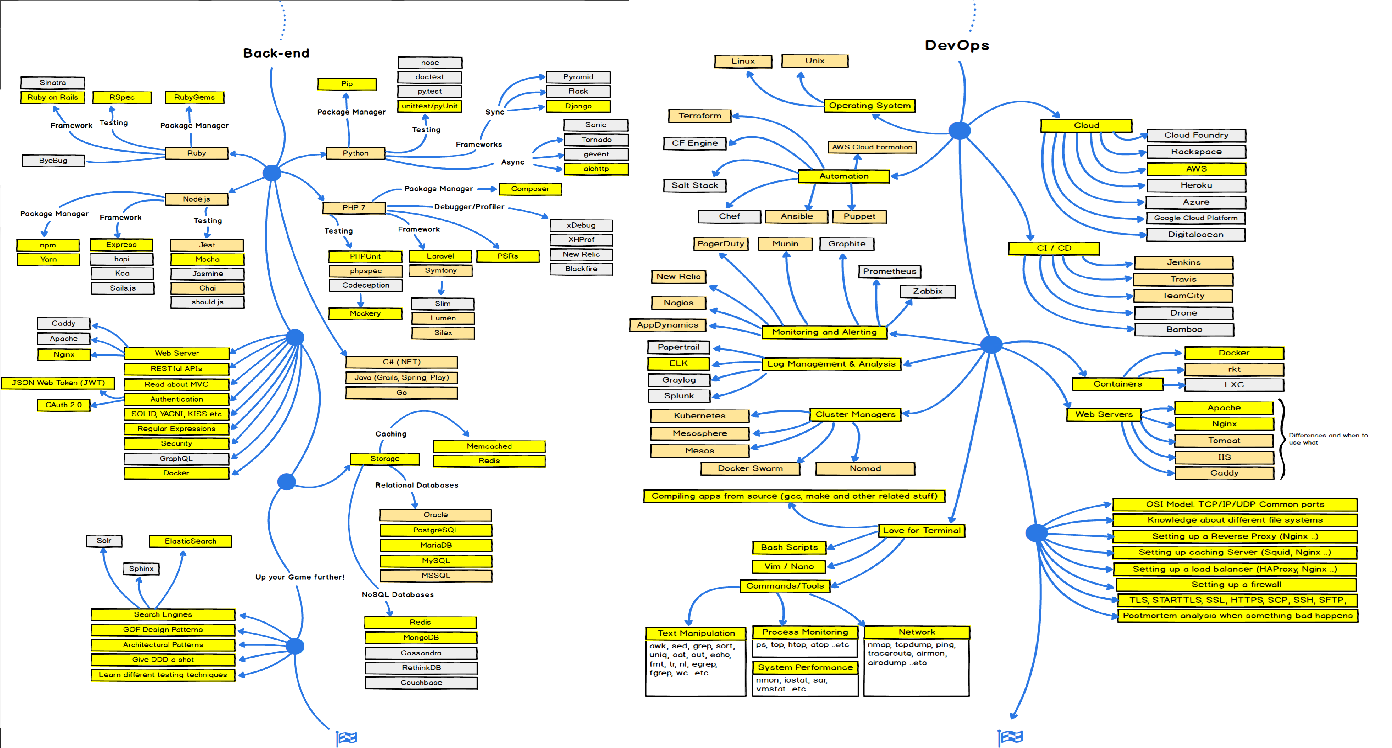 Back-end
Sinatra
Ruby on Rails
RSpec
RubyGems
Framework
Testing
Package Manager
ByeBug
Ruby
Pip
Package Manager
Python
nose
doctest
pytest
unittest/pyUnit
Testing
Sync
Pyramid
Flask
Django
Frameworks
Async
Sanic
Tornado
gevent
aiohttp
Node.js
Package Manager
Framework
Testing
npm
Yarn
Express
hapi
Koa
Sails.js
Jest
Mocha
Jasmine
Chai
should.js
PHP 7
Package Manager
Composer
Debugger/Profiler
xDebug
XHProf
New Relic
Blackfire
Testing
Framework
PHPUnit
phpspec
Codeception
Mockery
Laravel
Symfony
Slim
Lumen
Silex
PSRs
Caddy
Apache
Nginx
JSON Web Token (JWT)
OAuth 2.0
Web Server
RESTful APIs
Read about MVC
Authentication
SOLID, YAGNI, KISS etc
Regular Expressions
Security
GraphQL
Docker
C# (.NET)
Java (Grails, Spring, Play)
Go
Caching
Memcached
Redis
Storage
Relational Databases
Oracle
PostgreSQL
MariaDB
MySQL
MSSQL
NoSQL Databases
Redis
MongoDB
Cassandra
RethinkDB
Couchbase
Up your Game further!
Solr
Sphinx
ElasticSearch
Search Engines
GOF Design Patterns
Architectural Patterns
Give DDD a shot
Learn different testing techniques
DevOps
Linux
Unix
Operating System
Terraform
CF Engine
Salt Stack
Chef
Ansible
Puppet
AWS Cloud Formation
Automation
Cloud
Cloud Foundry
Rackspace
AWS
Heroku
Azure
Google Cloud Platform
Digitalocean
CI / CD
Jenkins
Travis
TeamCity
Drone
Bamboo
PagerDuty
Munin
Graphite
Prometheus
Zabbix
New Relic
Nagios
AppDynamics
Monitoring and Alerting
Papertrail
ELK
Graylog
Splunk
Log Management & Analysis
Kubernetes
Mesosphere
Mesos
Docker Swarm
Nomad
Cluster Managers
Containers
Docker
rkt
LXC
Web Servers
Apache
Nginx
Tomcat
IIS
Caddy
Differences and when to
use what
Compiling apps from source (gcc, make and other related stuff)
Love for Terminal
Bash Scripts
Vim / Nano
Commands/Tools
Text Manipulation
awk, sed, grep, sort,
uniq, cat, cut, echo,
fmt, tr, nl, egrep,
fgrep, wc ..etc
Process Monitoring
ps, top, htop, atop ..etc
System Performance
nmon, iostat, sar,
vmstat ..etc
Network
nmap, tcpdump, ping,
traceroute, airmon,
airodump ..etc
OSI Model. TCP/IP/UDP Common ports
Knowledge about different file systems
Setting up a Reverse Proxy (Nginx ..)
Setting up caching Server (Squid, Nginx ..)
Setting up a load balancer (HAProxy, Nginx ..)
Setting up a firewall
TLS, STARTTLS, SSL, HTTPS, SCP, SSH, SFTP,
Postmortem analysis when something bad happens